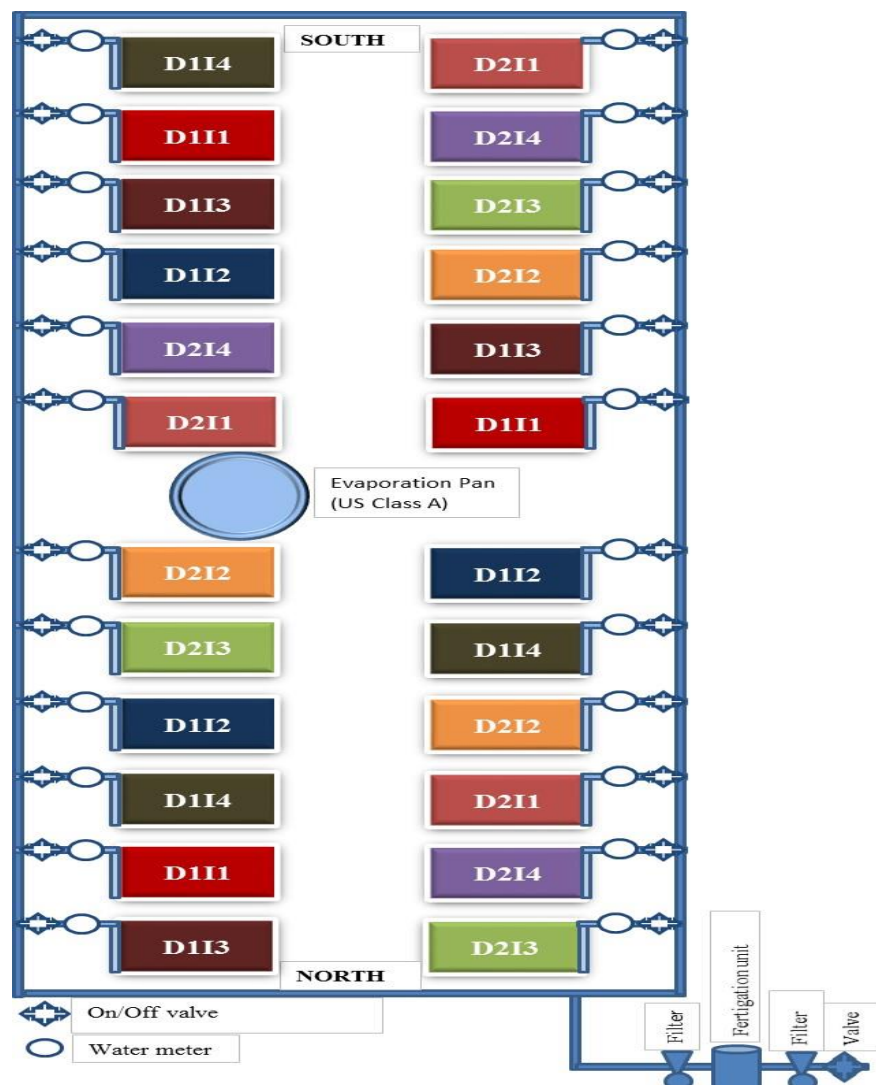 SOUTH
D1I4
D2I1
D1I1
D2I4
D1I3
D2I3
D1I2
D2I2
D2I4
D1I3
D2I1
D1I1
Evaporation Pan
(US Class A)
D2I2
D1I2
D2I3
D1I4
D1I2
D2I2
D1I4
D2I1
D1I1
D2I4
D1I3
D2I3
NORTH
On/Off valve
Water meter
Filter
Fertigation unit
Filter
Valve